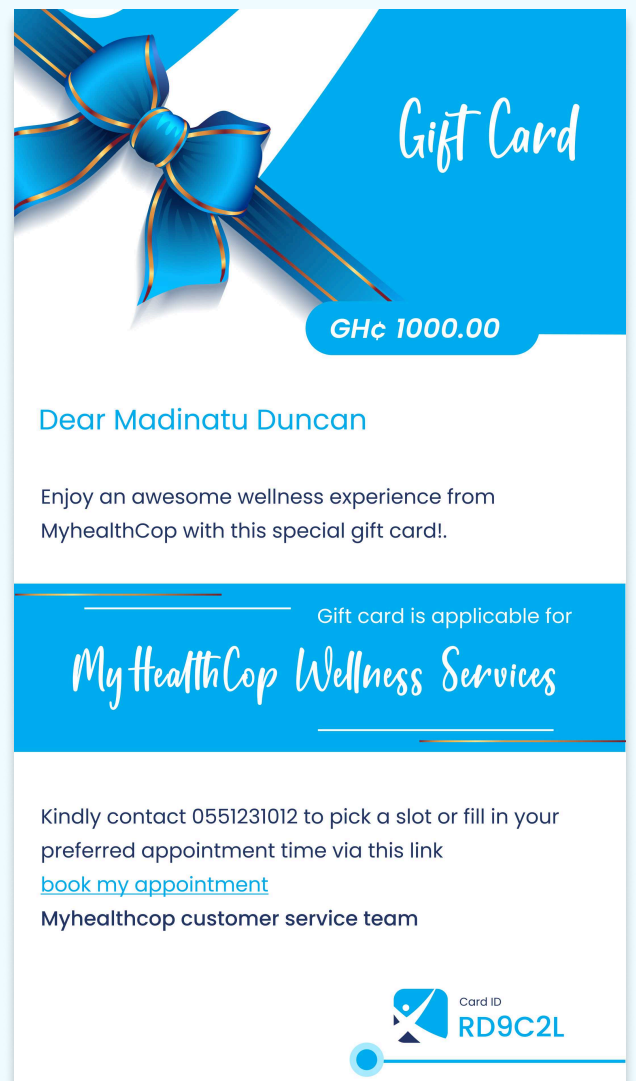 Gift Card
GH¢ 1000.00
Dear Madinatu Duncan
Enjoy an awesome wellness experience from
MyhealthCop with this special gift card!.
Gift card is applicable for
MyHealthCop Wellness Services
Kindly contact 0551231012 to pick a slot or fill in your
preferred appointment time via this link
book my appointment
Myhealthcop customer service team
Card ID
RD9C2L